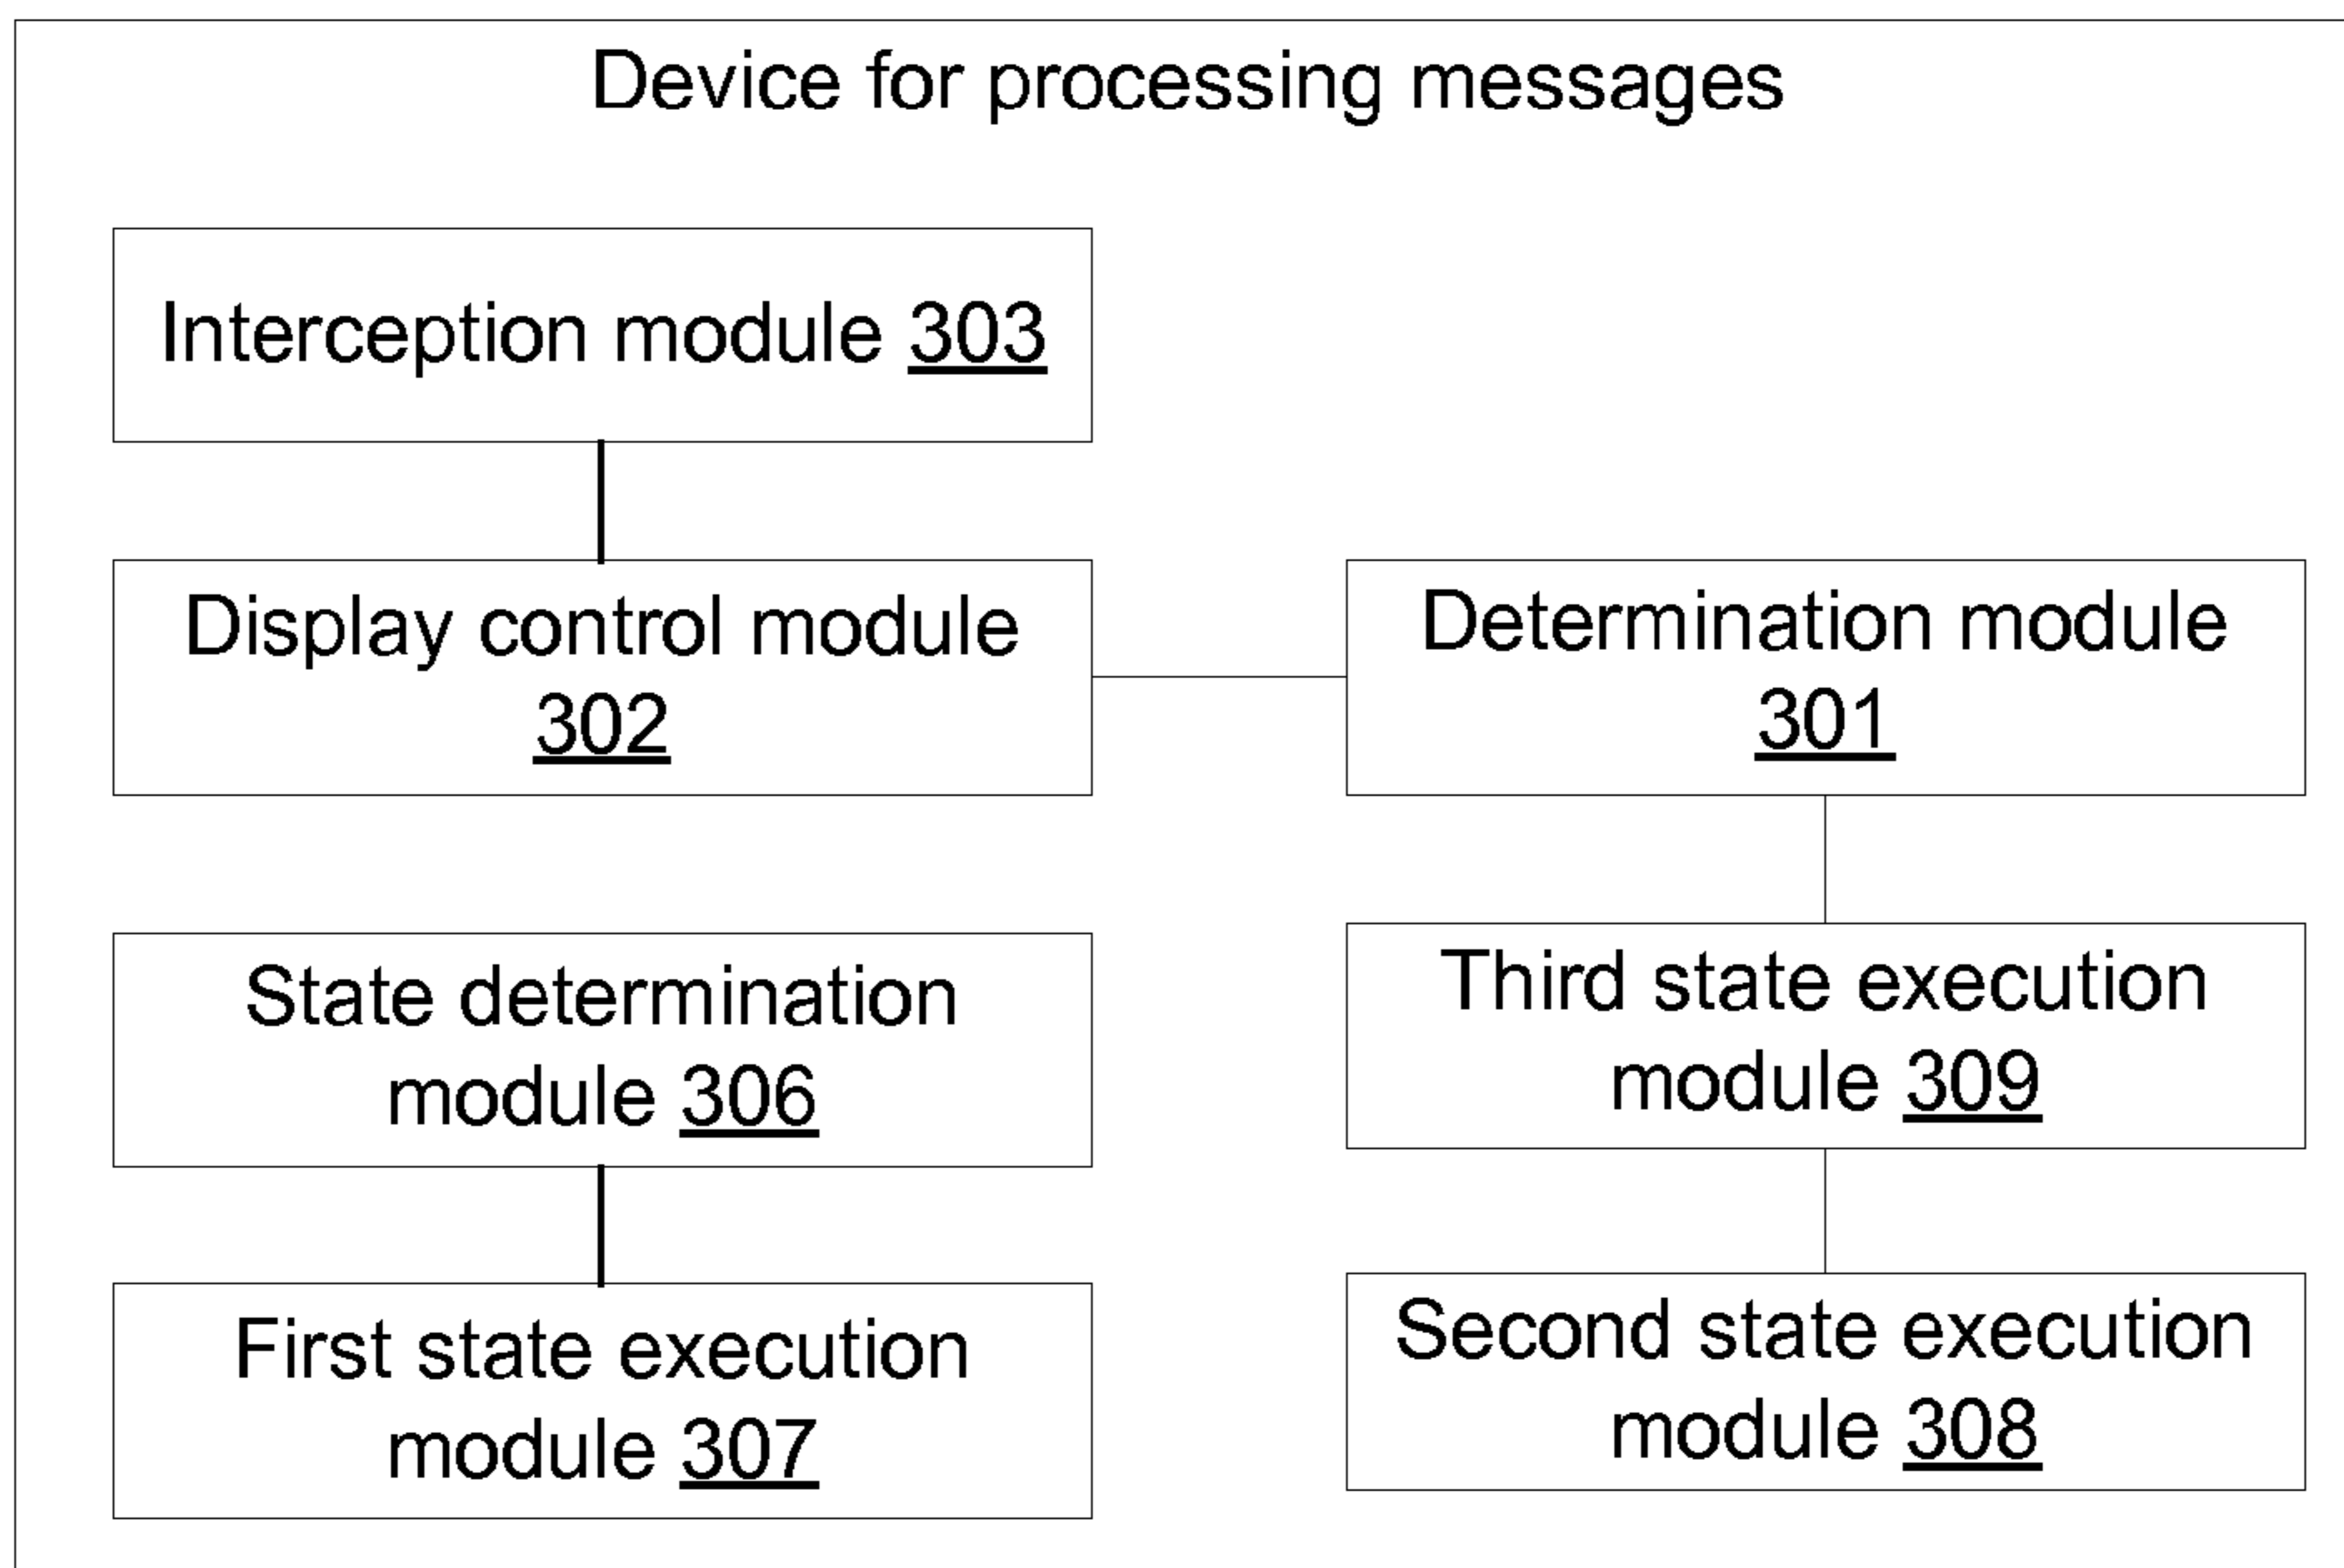 Device for processing messages
Interception module 303
Display control module
302
Determination module
301
State determination
module 306
Third state execution
module 309
First state execution
module 307
Second state execution
module 308